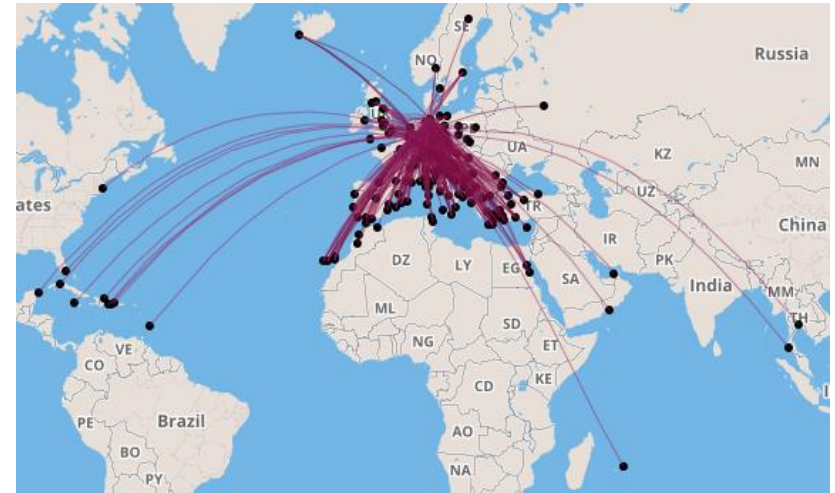 SE
NO
Russia
UA
KZ
MN
ates
UZ
TR
China
IR
PK
DZ
LY
EG
SA
India
MM
TH
ML
SD
NG
ET
VE
CO
CD
KE
I
PE
Brazil
AO
BO
NA
PY